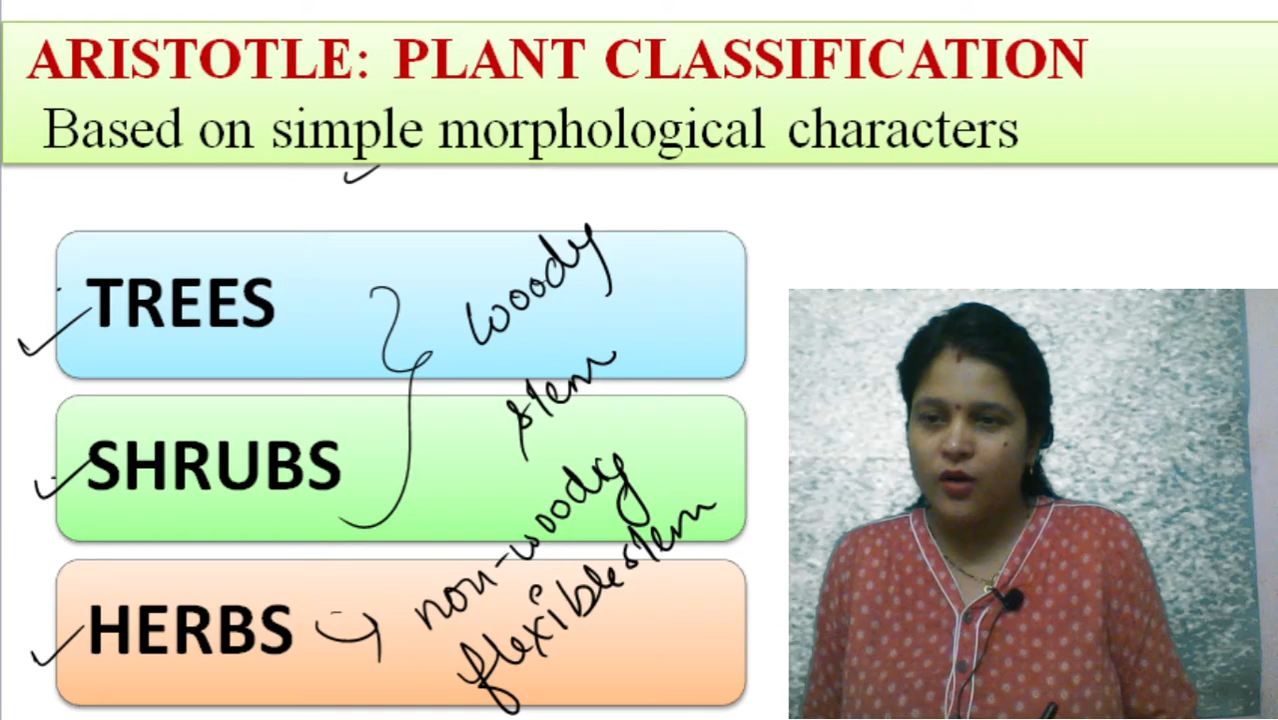 ARISTOTLE: PLANT CLASSIFICATION
Based on simple morphological characters
TREES
woody
stem
SHRUBS
non-woody
flexible stem
HERBS